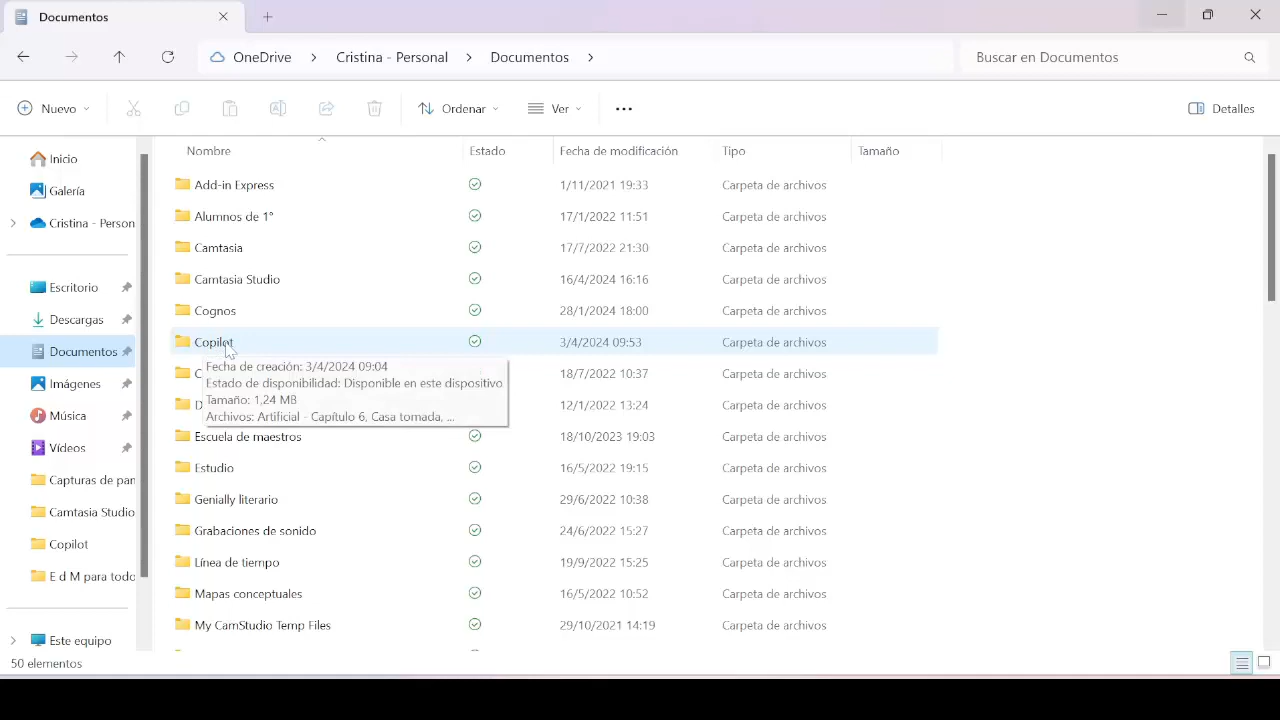 Documentos
OneDrive > Cristina - Personal > Documentos >
Buscar en Documentos
Nuevo
Ordenar
Ver
Detalles
Nombre Estado Fecha de modificación Tipo Tamaño
Inicio
Galería
Cristina - Person
Escritorio
Descargas
Documentos
Imágenes
Música
Vídeos
Capturas de pan
Camtasia Studio
Copilot
E d M para todo
Este equipo
Add-in Express 1/11/2021 19:33 Carpeta de archivos
Alumnos de 1° 17/1/2022 11:51 Carpeta de archivos
Camtasia 17/7/2022 21:30 Carpeta de archivos
Camtasia Studio 16/4/2024 16:16 Carpeta de archivos
Cognos 28/1/2024 18:00 Carpeta de archivos
Copilot 3/4/2024 09:53 Carpeta de archivos
Fecha de creación: 3/4/2024 09:04
Estado de disponibilidad: Disponible en este dispositivo
Tamaño: 1,24 MB
Archivos: Artificial - Capítulo 6, Casa tomada, ...
C 18/7/2022 10:37 Carpeta de archivos
D 12/1/2022 13:24 Carpeta de archivos
Escuela de maestros 18/10/2023 19:03 Carpeta de archivos
Estudio 16/5/2022 19:15 Carpeta de archivos
Genially literario 29/6/2022 10:38 Carpeta de archivos
Grabaciones de sonido 24/6/2022 15:27 Carpeta de archivos
Línea de tiempo 19/9/2022 15:25 Carpeta de archivos
Mapas conceptuales 16/5/2022 10:52 Carpeta de archivos
My CamStudio Temp Files 29/10/2021 14:19 Carpeta de archivos
50 elementos